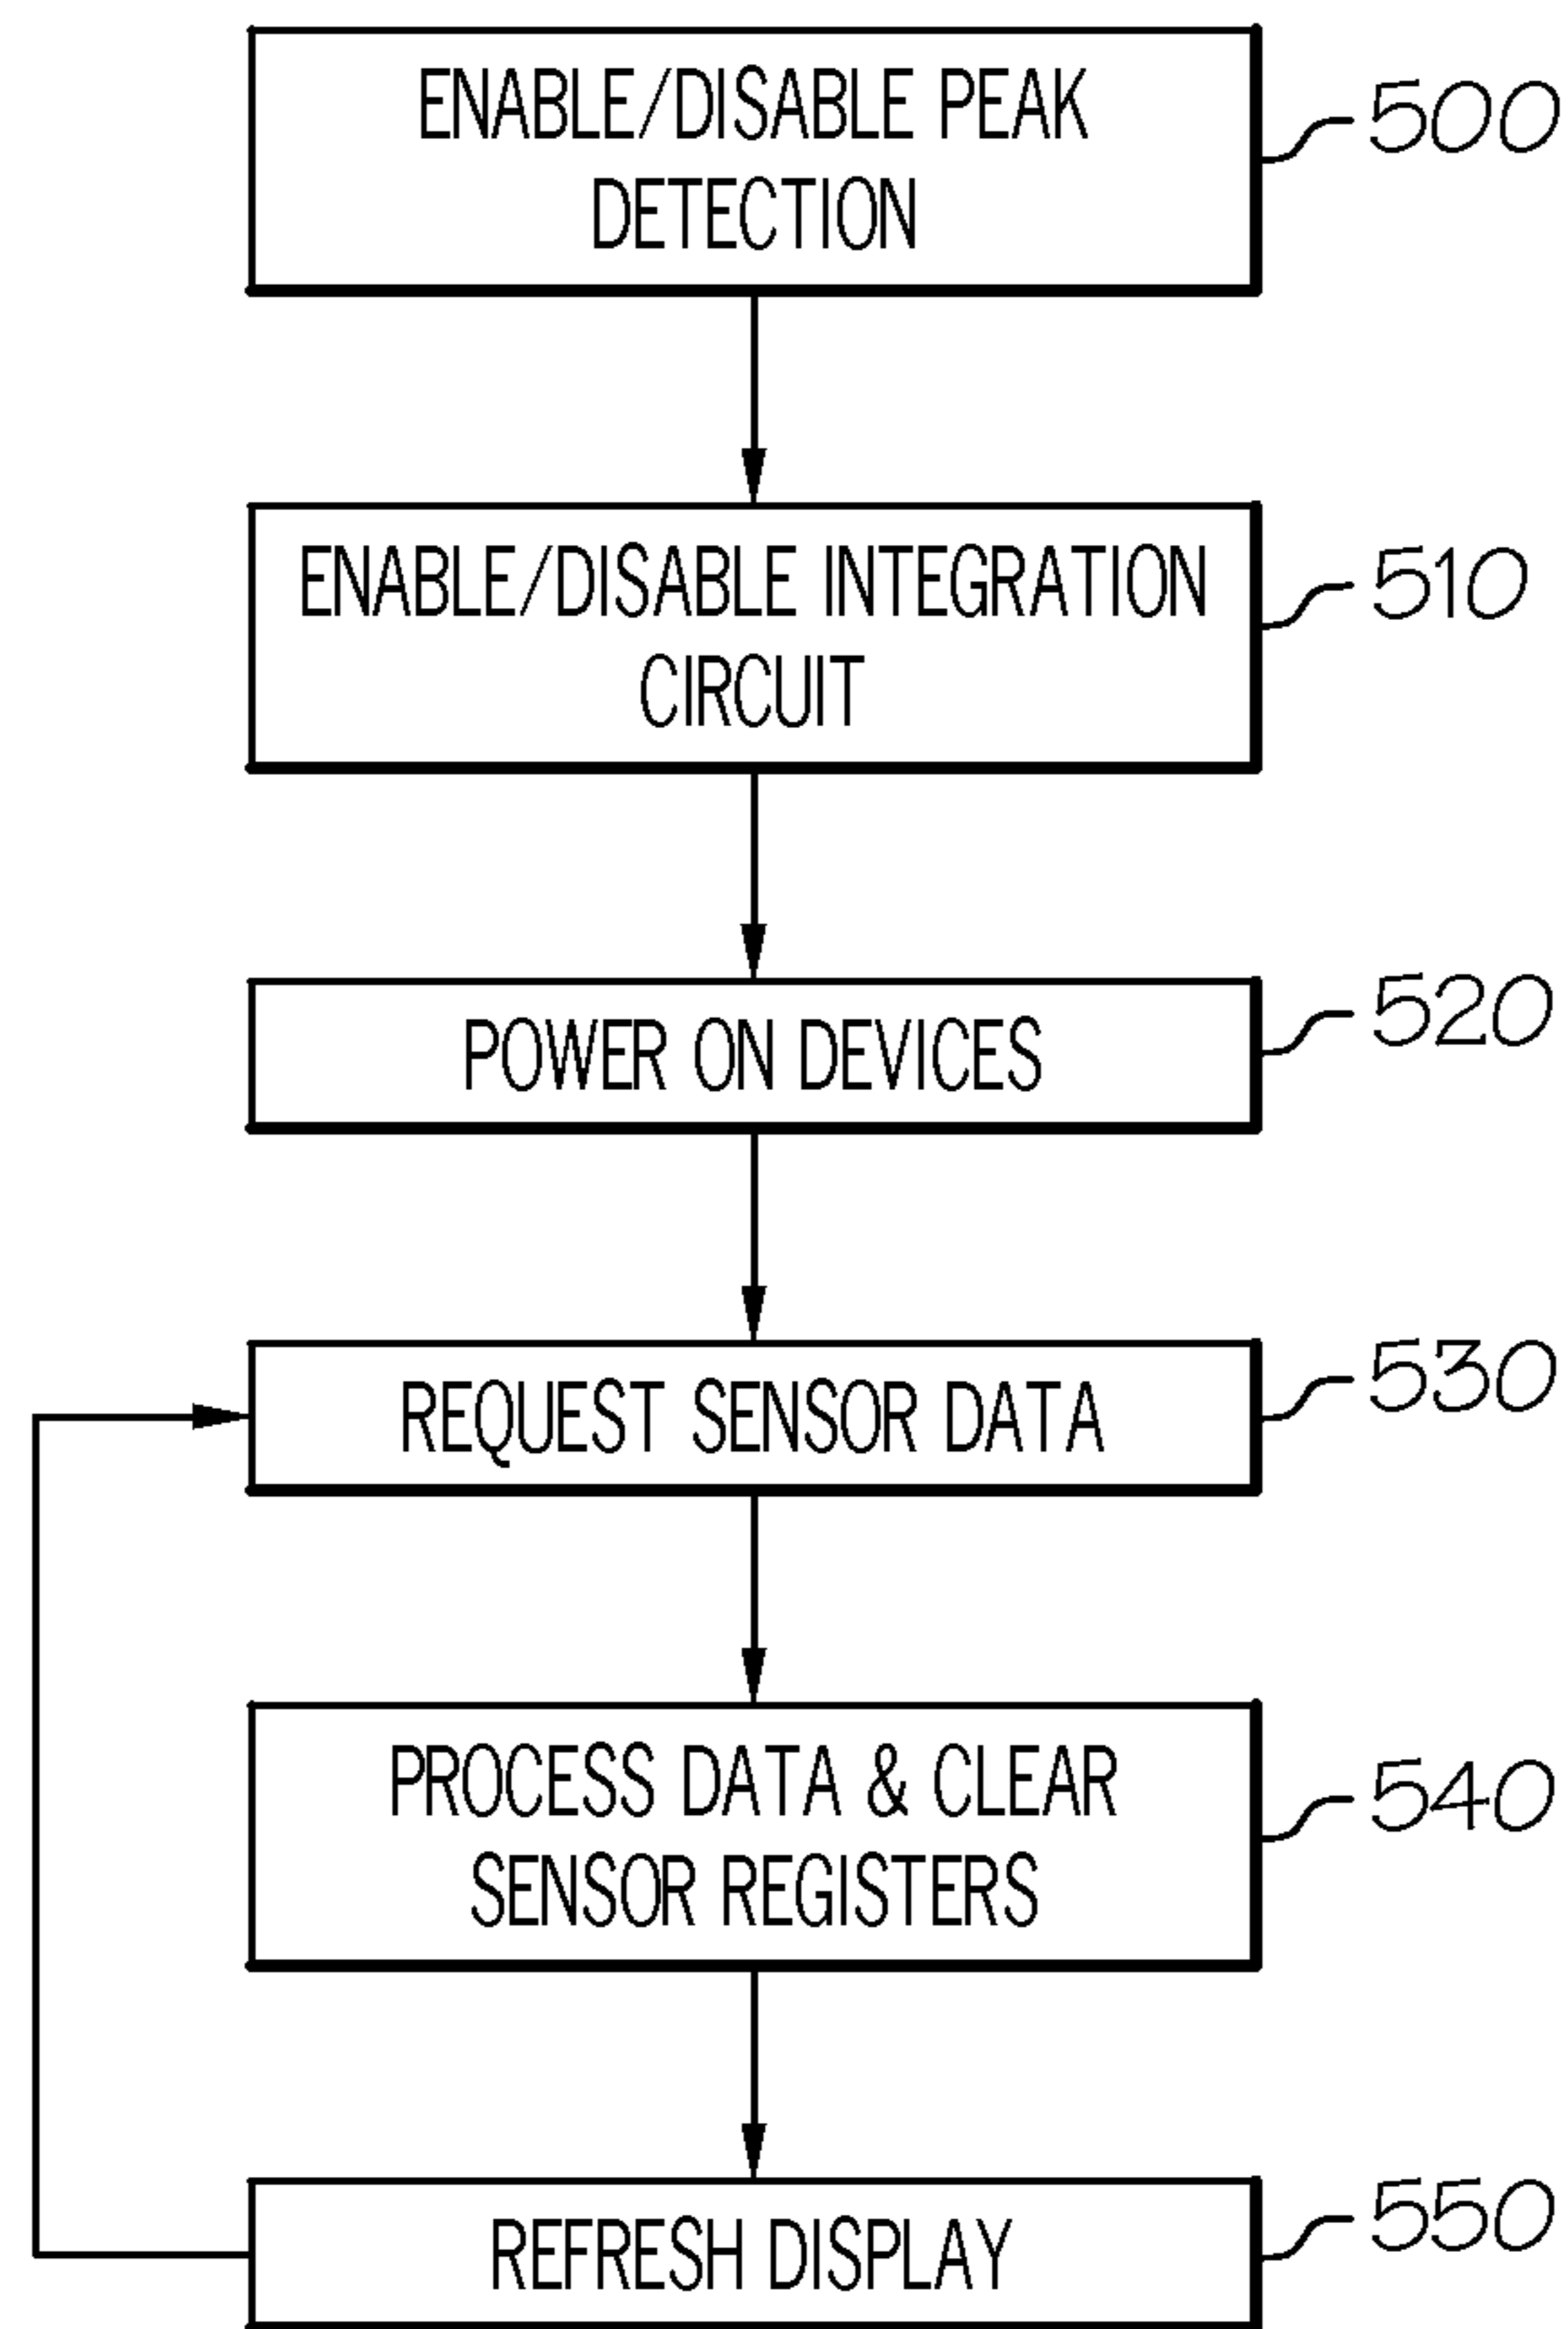 ENABLE/DISABLE PEAK
DETECTION
500
ENABLE/DISABLE INTEGRATION
CIRCUIT
510
POWER ON DEVICES
520
REQUEST SENSOR DATA
530
PROCESS DATA & CLEAR
SENSOR REGISTERS
540
REFRESH DISPLAY
550